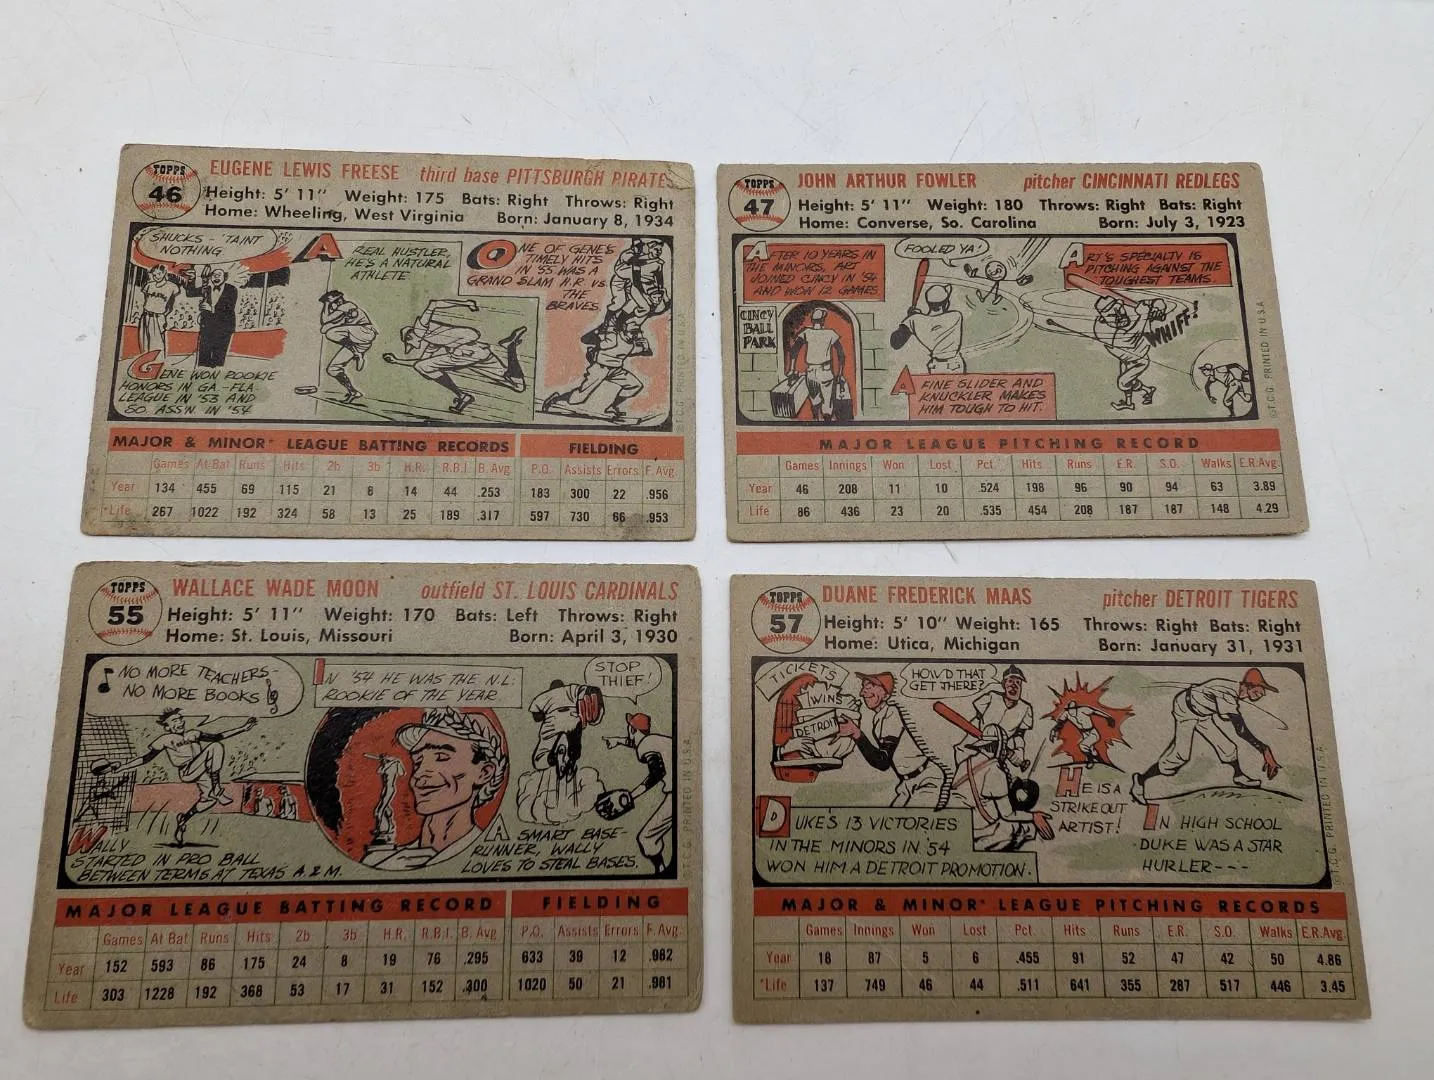 TOPPS
46
EUGENE LEWIS FREESE third base PITTSBURGH PIRATES
Height: 5' 11" Weight: 175 Bats: Right Throws: Right
Home: Wheeling, West Virginia Born: January 8, 1934
SHUCKS - 'TAINT
NOTHING
GENE WON ROOKIE
HONORS IN GA.-FLA.
LEAGUE IN '53 AND
SO. ASS'N. IN '54.
A REAL HUSTLER,
HE'S A NATURAL
ATHLETE.
ONE OF GENE'S
TIMELY HITS
IN '55 WAS A
GRAND SLAM H.R. VS.
THE
BRAVES.
©T.C.G. PRINTED IN U.S.A.
MAJOR & MINOR* LEAGUE BATTING RECORDS FIELDING
Games At Bat Runs Hits 2b 3b H.R. R.B.I. B. Avg. P.O. Assists Errors F. Avg.
Year 134 455 69 115 21 8 14 44 .253 183 300 22 .956
*Life 267 1022 192 324 58 13 25 189 .317 597 730 66 .953
TOPPS
47
JOHN ARTHUR FOWLER pitcher CINCINNATI REDLEGS
Height: 5' 11" Weight: 180 Throws: Right Bats: Right
Home: Converse, So. Carolina Born: July 3, 1923
AFTER 10 YEARS IN
THE MINORS, ART
JOINED CINCY IN '54
AND WON 12 GAMES.
CINCY
BALL
PARK
FOOLED YA!
A FINE SLIDER AND
KNUCKLER MAKES
HIM TOUGH TO HIT.
ART'S SPECIALTY IS
PITCHING AGAINST THE
TOUGHEST TEAMS.
WHIFF!
©T.C.G. PRINTED IN U.S.A.
MAJOR LEAGUE PITCHING RECORD
Games Innings Won Lost Pct. Hits Runs E.R. S.O. Walks E.R.Avg.
Year 46 208 11 10 .524 198 96 90 94 63 3.89
Life 86 436 23 20 .535 454 208 187 187 148 4.29
TOPPS
55
WALLACE WADE MOON outfield ST. LOUIS CARDINALS
Height: 5' 11" Weight: 170 Bats: Left Throws: Right
Home: St. Louis, Missouri Born: April 3, 1930
NO MORE TEACHERS-
NO MORE BOOKS
WALLY
STARTED IN PRO BALL
BETWEEN TERMS AT TEXAS A. & M.
IN '54 HE WAS THE N.L.
ROOKIE OF THE YEAR.
STOP
THIEF!
A SMART BASE-
RUNNER, WALLY
LOVES TO STEAL BASES.
©T.C.G. PRINTED IN U.S.A.
MAJOR LEAGUE BATTING RECORD FIELDING
Games At Bat Runs Hits 2b 3b H.R. R.B.I. B. Avg. P.O. Assists Errors F. Avg.
Year 152 593 86 175 24 8 19 76 .295 633 39 12 .982
Life 303 1228 192 368 53 17 31 152 .300 1020 50 21 .981
TOPPS
57
DUANE FREDERICK MAAS pitcher DETROIT TIGERS
Height: 5' 10" Weight: 165 Throws: Right Bats: Right
Home: Utica, Michigan Born: January 31, 1931
TICKETS
WINS
DETROIT
DUKE'S 13 VICTORIES
IN THE MINORS IN '54
WON HIM A DETROIT PROMOTION.
HOW'D THAT
GET THERE?
HE IS A
STRIKEOUT
ARTIST!
IN HIGH SCHOOL
DUKE WAS A STAR
HURLER---
©T.C.G. PRINTED IN U.S.A.
MAJOR & MINOR* LEAGUE PITCHING RECORDS
Games Innings Won Lost Pct. Hits Runs E.R. S.O. Walks E.R.Avg.
Year 18 87 5 6 .455 91 52 47 42 50 4.86
*Life 137 749 46 44 .511 641 355 287 517 446 3.45